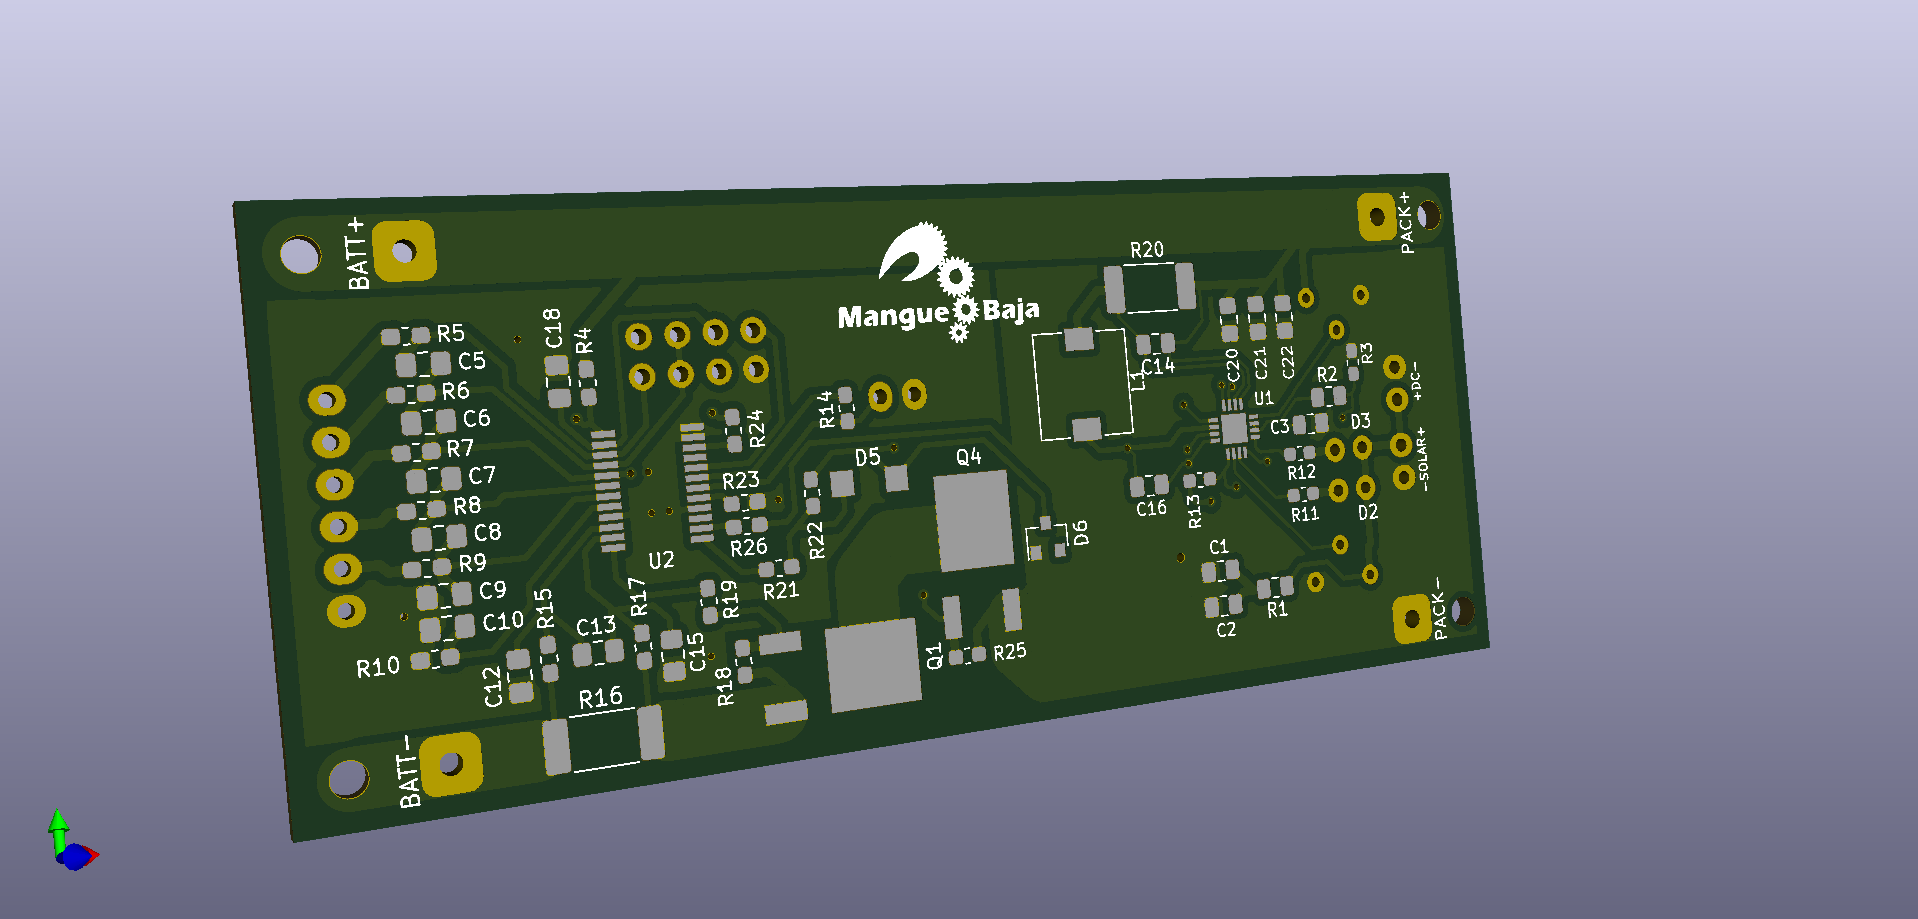 BATT+
PACK+
R20
Mangue Baja
C18
R4
R5
C5
R6
C6
R7
C7
R8
C8
R9
C9
C10
R10
R14
R24
D5
Q4
R23
R26
R22
U2
R21
D6
R15
C13
R17
R19
C15
R18
Q1
R25
C12
R16
BATT-
L1
C14
C20
C21
C22
R3
R2
U1
C3
D3
+DC-
-SOLAR+
R12
R11
D2
C16
R13
C1
C2
R1
PACK-